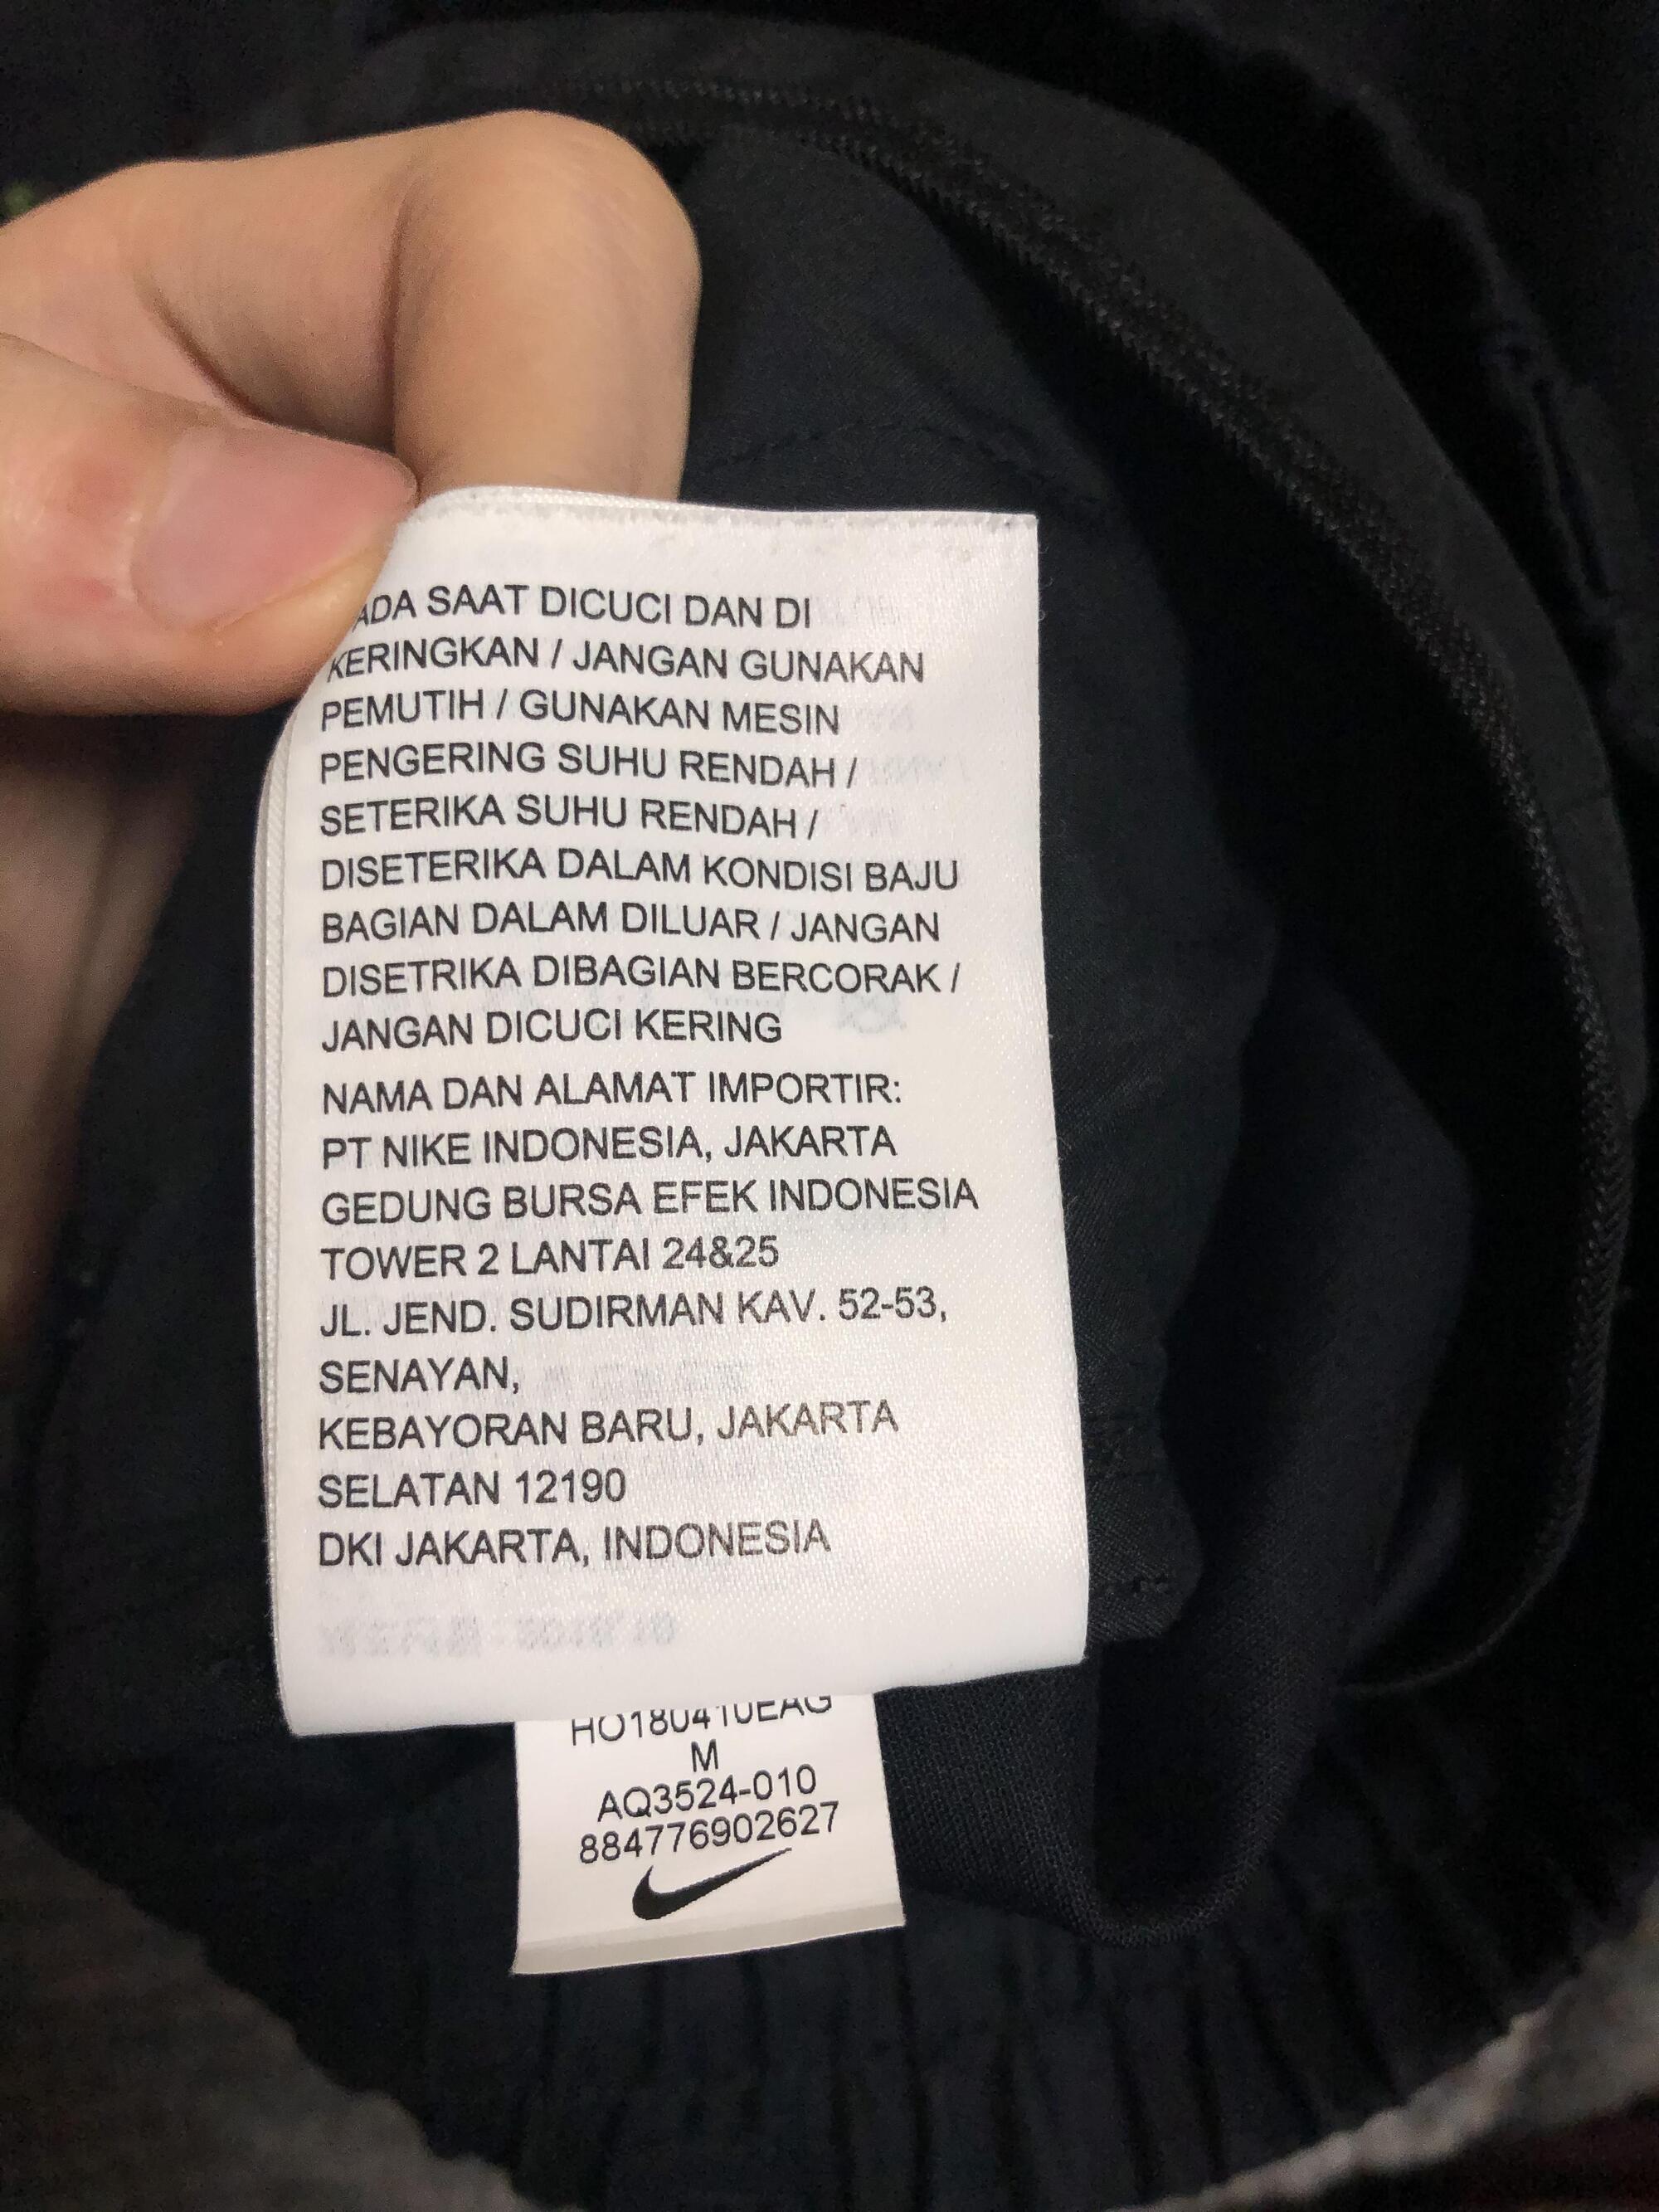 SAAT DICUCI DAN DI
KERINGKAN / JANGAN GUNAKAN
PEMUTIH / GUNAKAN MESIN
PENGERING SUHU RENDAH /
SETERIKA SUHU RENDAH /
DISETERIKA DALAM KONDISI BAJU
BAGIAN DALAM DILUAR / JANGAN
DISETRIKA DIBAGIAN BERCORAK /
JANGAN DICUCI KERING
NAMA DAN ALAMAT IMPORTIR:
PT NIKE INDONESIA, JAKARTA
GEDUNG BURSA EFEK INDONESIA
TOWER 2 LANTAI 24&25
JL. JEND. SUDIRMAN KAV. 52-53,
SENAYAN,
KEBAYORAN BARU, JAKARTA
SELATAN 12190
DKI JAKARTA, INDONESIA
HO180410EAG
M
AQ3524-010
884776902627